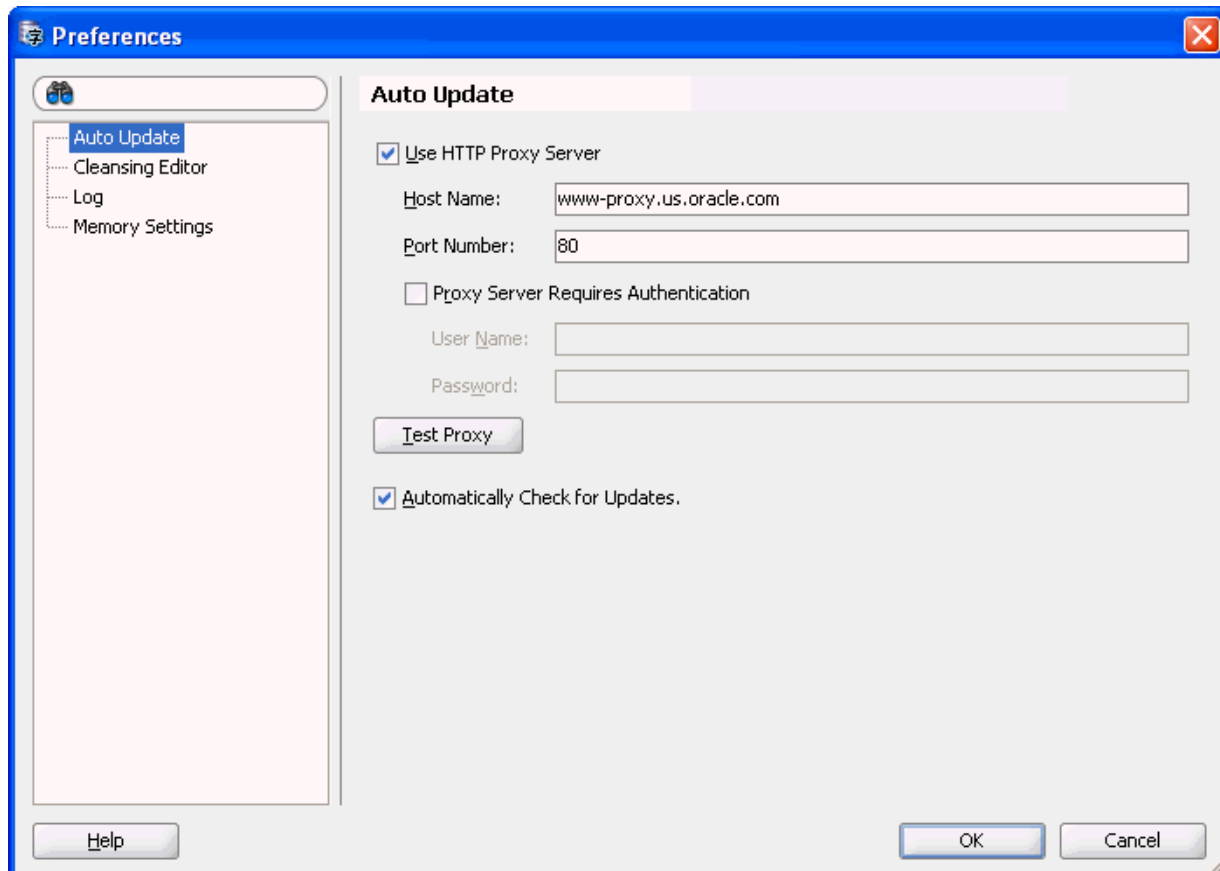 Preferences
Auto Update
Cleansing Editor
Log
Memory Settings
Auto Update
Use HTTP Proxy Server
Host Name: www-proxy.us.oracle.com
Port Number: 80
Proxy Server Requires Authentication
User Name:
Password:
Test Proxy
Automatically Check for Updates.
Help OK Cancel